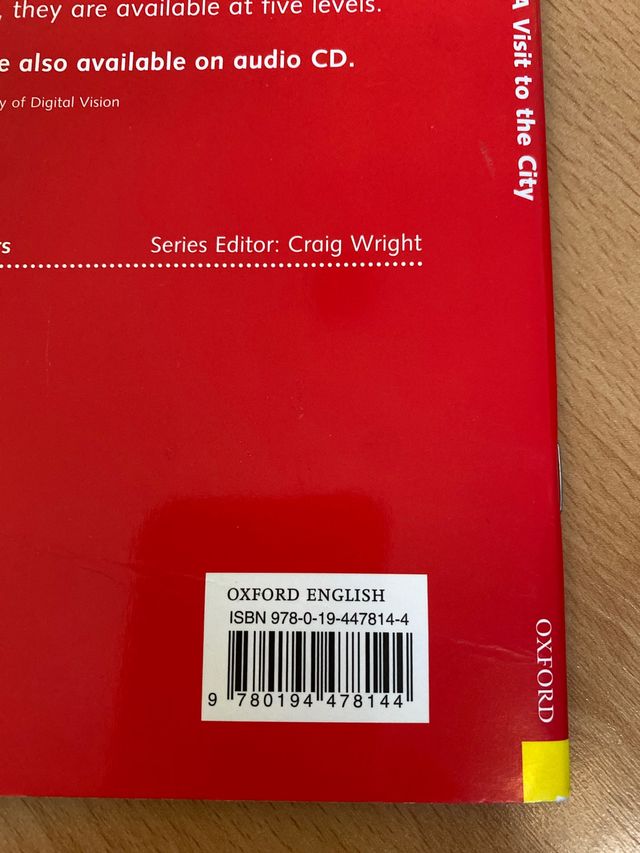 , they are available at five levels.
e also available on audio CD.
y of Digital Vision
rs
Series Editor: Craig Wright
A Visit to the City
OXFORD ENGLISH
ISBN 978-0-19-447814-4
9 780194 478144
OXFORD